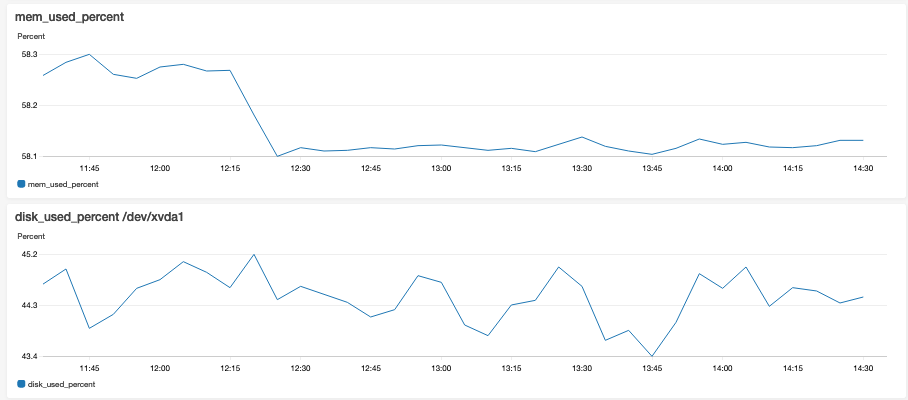 mem_used_percent
Percent
58.3
58.2
58.1
11:45 12:00 12:15 12:30 12:45 13:00 13:15 13:30 13:45 14:00 14:15 14:30
mem_used_percent
disk_used_percent /dev/xvda1
Percent
45.2
44.3
43.4
11:45 12:00 12:15 12:30 12:45 13:00 13:15 13:30 13:45 14:00 14:15 14:30
disk_used_percent